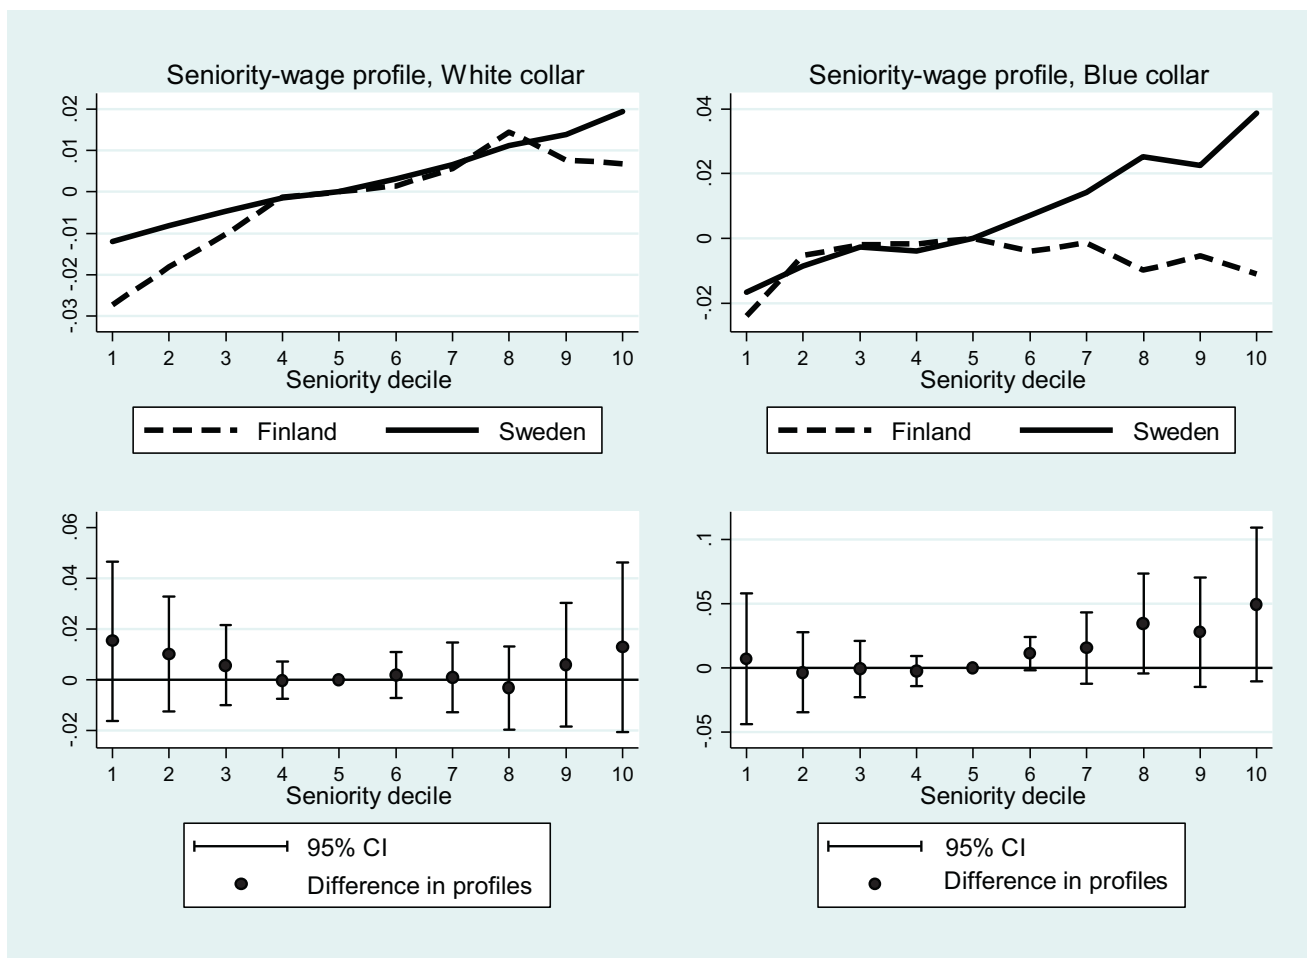 Seniority-wage profile, White collar
.02
.01
0
-.01
-.02
-.03
1 2 3 4 5 6 7 8 9 10
Seniority decile
Finland Sweden
Seniority-wage profile, Blue collar
.04
.02
0
-.02
1 2 3 4 5 6 7 8 9 10
Seniority decile
Finland Sweden
.06
.04
.02
0
-.02
1 2 3 4 5 6 7 8 9 10
Seniority decile
95% CI
Difference in profiles
.1
.05
0
-.05
1 2 3 4 5 6 7 8 9 10
Seniority decile
95% CI
Difference in profiles